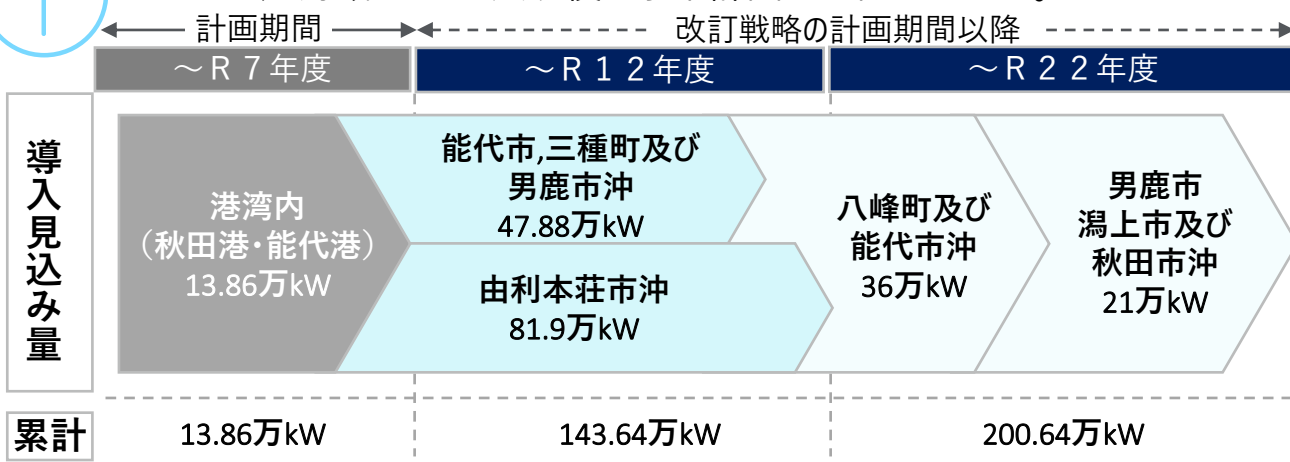 計画期間
改訂戦略の計画期間以降
～R7年度
～R12年度
～R22年度
導入見込み量
港湾内
（秋田港・能代港）
13.86万kW
能代市,三種町及び
男鹿市沖
47.88万kW
由利本荘市沖
81.9万kW
八峰町及び
能代市沖
36万kW
男鹿市
潟上市及び
秋田市沖
21万kW
累計
13.86万kW
143.64万kW
200.64万kW